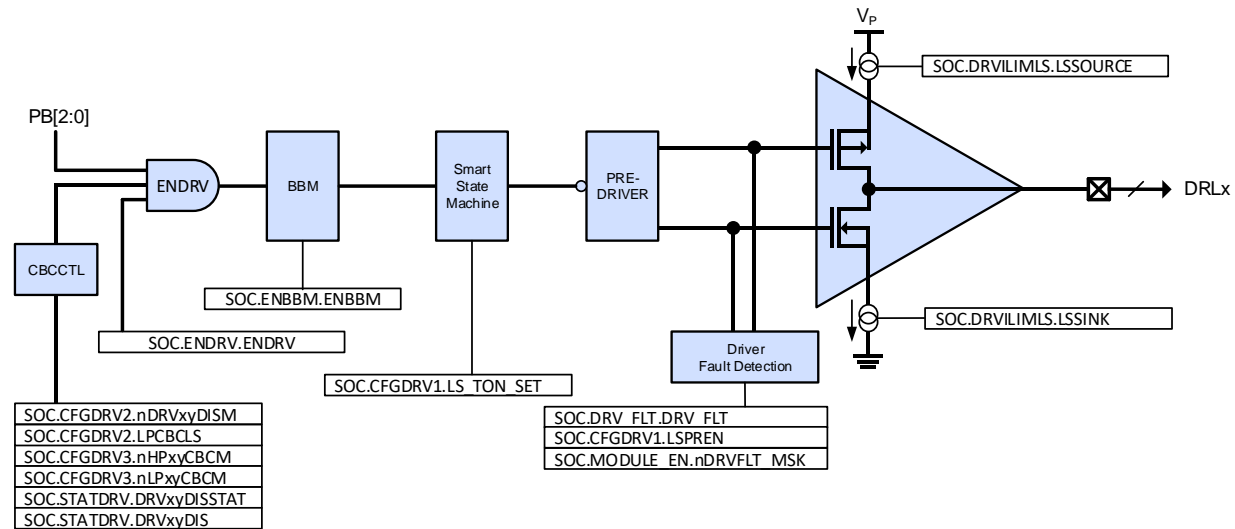 VP
SOC.DRVILIMLS.LSSOURCE
PB[2:0]
ENDRV
BBM
Smart
State
Machine
PRE-
DRIVER
DRLx
CBCCTL
SOC.ENBBM.ENBBM
SOC.DRVILIMLS.LSSINK
SOC.ENDRV.ENDRV
Driver
Fault Detection
SOC.CFGDRV1.LS_TON_SET
SOC.CFGDRV2.nDRVxyDISM
SOC.CFGDRV2.LPCBCLS
SOC.CFGDRV3.nHPxyCBCM
SOC.CFGDRV3.nLPxyCBCM
SOC.STATDRV.DRVxyDISSTAT
SOC.STATDRV.DRVxyDIS
SOC.DRV_FLT.DRV_FLT
SOC.CFGDRV1.LSPREN
SOC.MODULE_EN.nDRVFLT_MSK